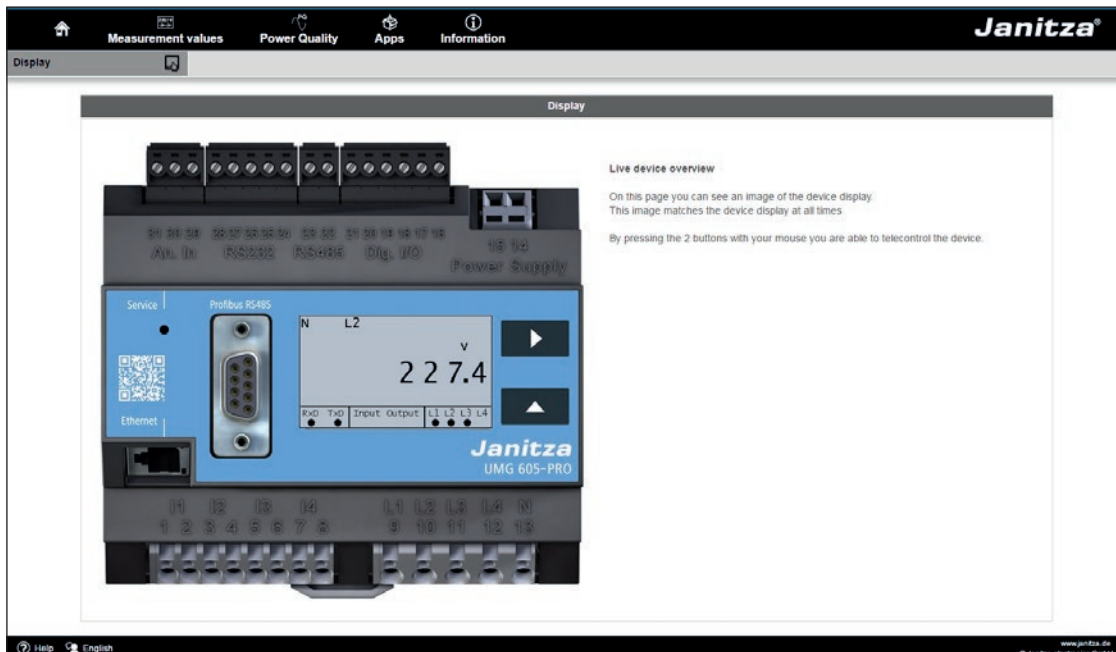 Measurement values
Power Quality
Apps
Information
Janitza®
Display
Display
Live device overview
On this page you can see an image of the device display
This image matches the device display at all times
By pressing the 2 buttons with your mouse you are able to telecontrol the device.
An. In
RS232
RS485
Dig. I/O
15 14
Power Supply
Service
Profibus RS485
N L2
V
227.4
RxD TxD Input Output L1 L2 L3 L4
Ethernet
Janitza
UMG 605-PRO
I1 I2 I3 I4 L1 L2 L3 L4 N
1 2 3 4 5 6 7 8 9 10 11 12 13
Help
English
www.janitza.de